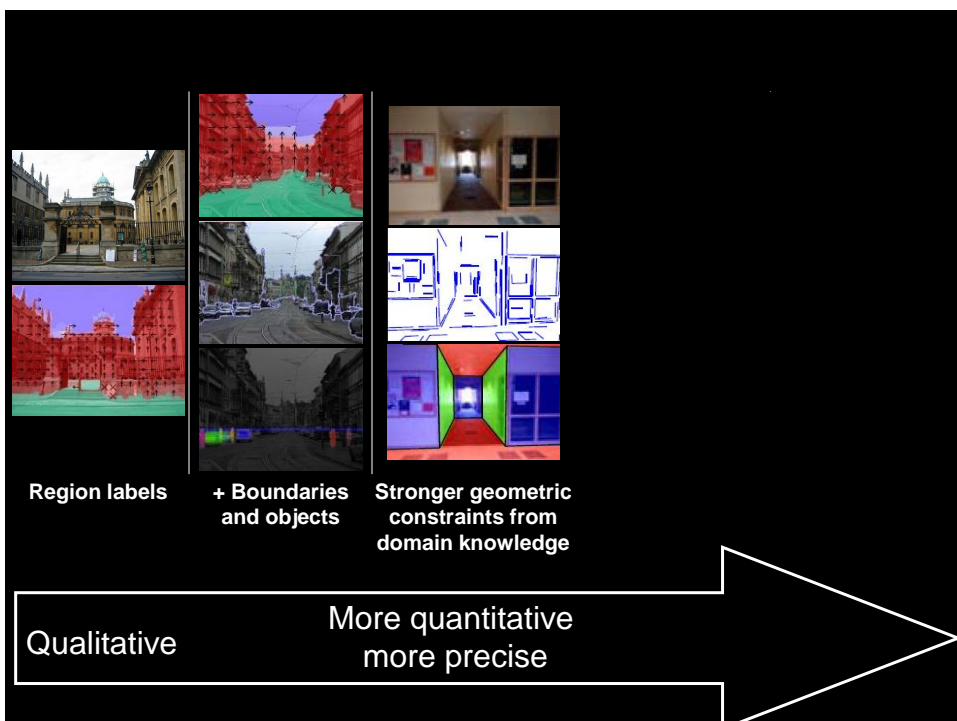 Region labels
+ Boundaries
and objects
Stronger geometric
constraints from
domain knowledge
Qualitative
More quantitative
more precise